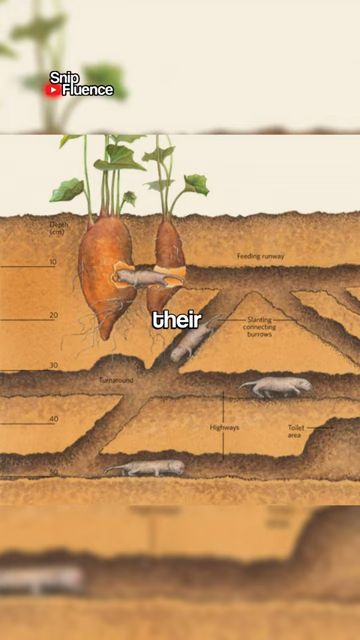 Snip
Fluence
Depth
(cm)
10
Feeding runway
20
their
Slanting
connecting
burrows
30
Turnaround
40
Highways
Toilet
area
50